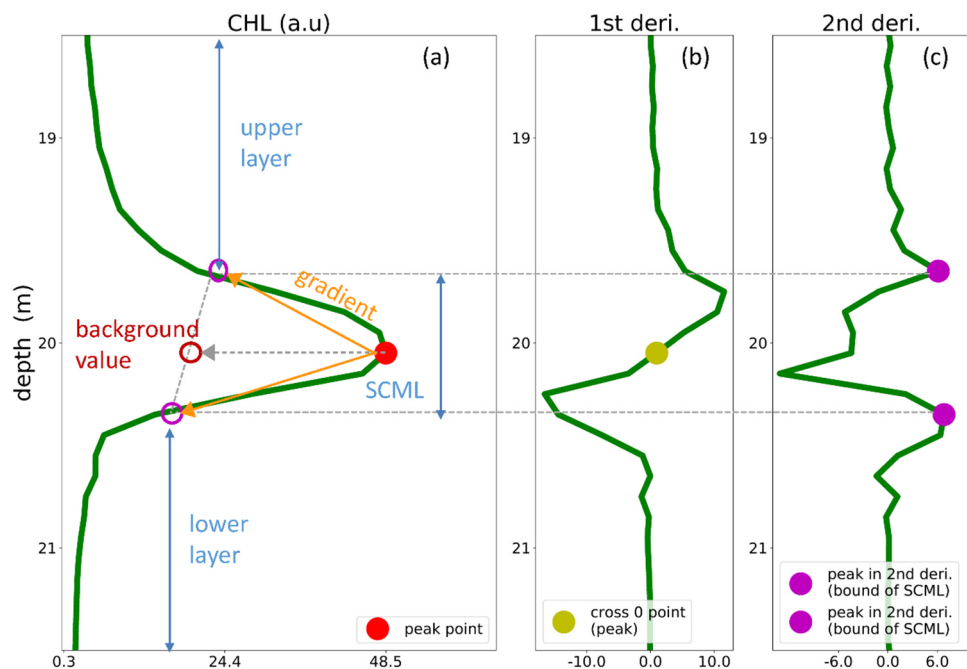 CHL (a.u)
1st deri.
2nd deri.
(a)
(b)
(c)
depth (m)
19
20
21
upper
layer
gradient
background
value
SCML
lower
layer
peak point
0.3
24.4
48.5
19
20
21
cross 0 point
(peak)
-10.0
0.0
10.0
19
20
21
peak in 2nd deri.
(bound of SCML)
peak in 2nd deri.
(bound of SCML)
-6.0
0.0
6.0